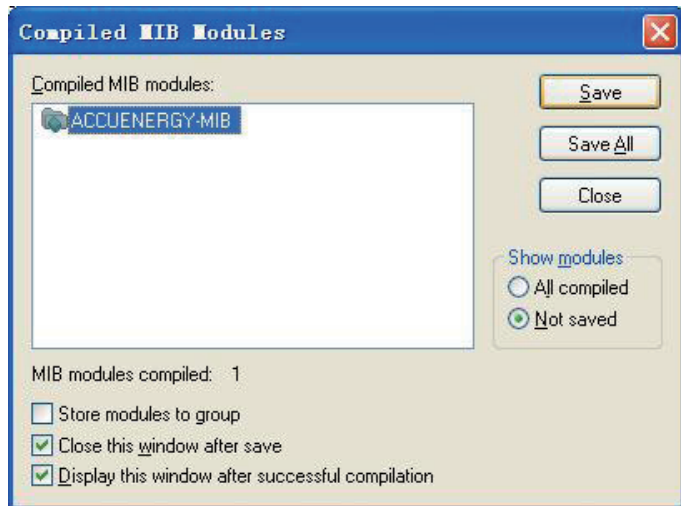 Compiled MIB Modules
Compiled MIB modules:
ACCUENERGY-MIB
Save
Save All
Close
Show modules
All compiled
Not saved
MIB modules compiled: 1
Store modules to group
Close this window after save
Display this window after successful compilation